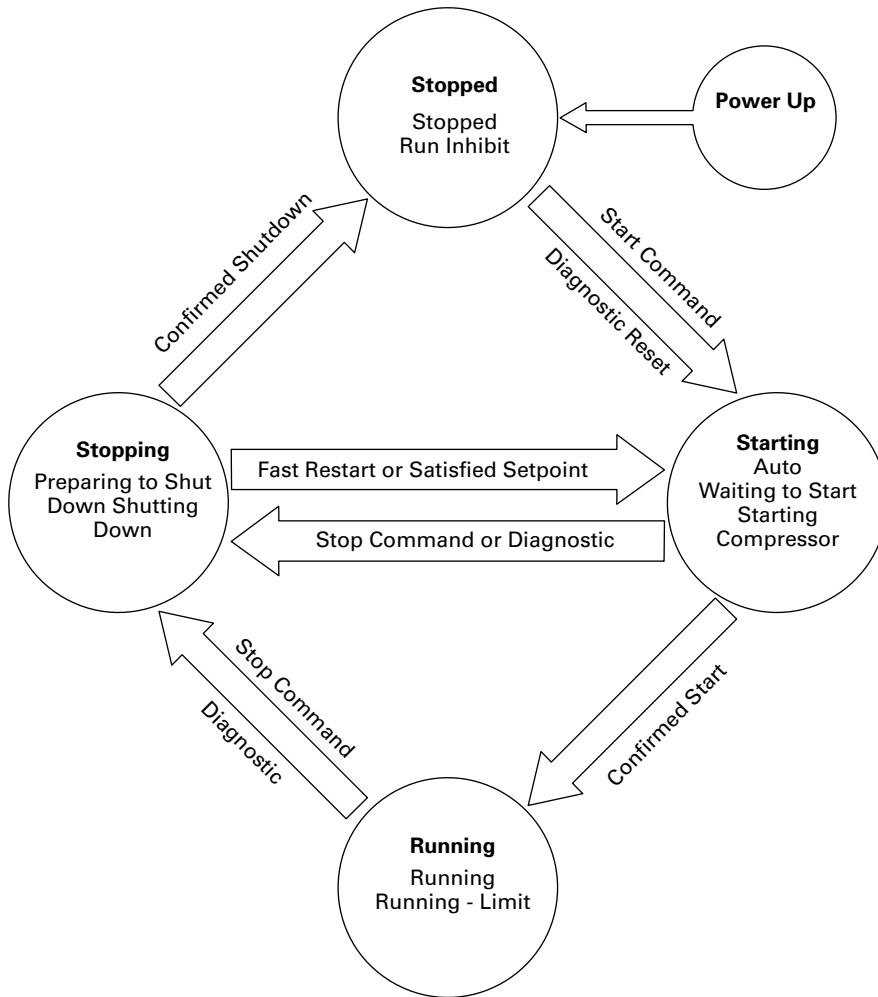 Stopped
Stopped
Run Inhibit
Power Up
Confirmed Shutdown
Start Command
Diagnostic Reset
Stopping
Preparing to Shut
Down Shutting
Down
Fast Restart or Satisfied Setpoint
Stop Command or Diagnostic
Starting
Auto
Waiting to Start
Starting
Compressor
Stop Command
Diagnostic
Confirmed Start
Running
Running
Running - Limit